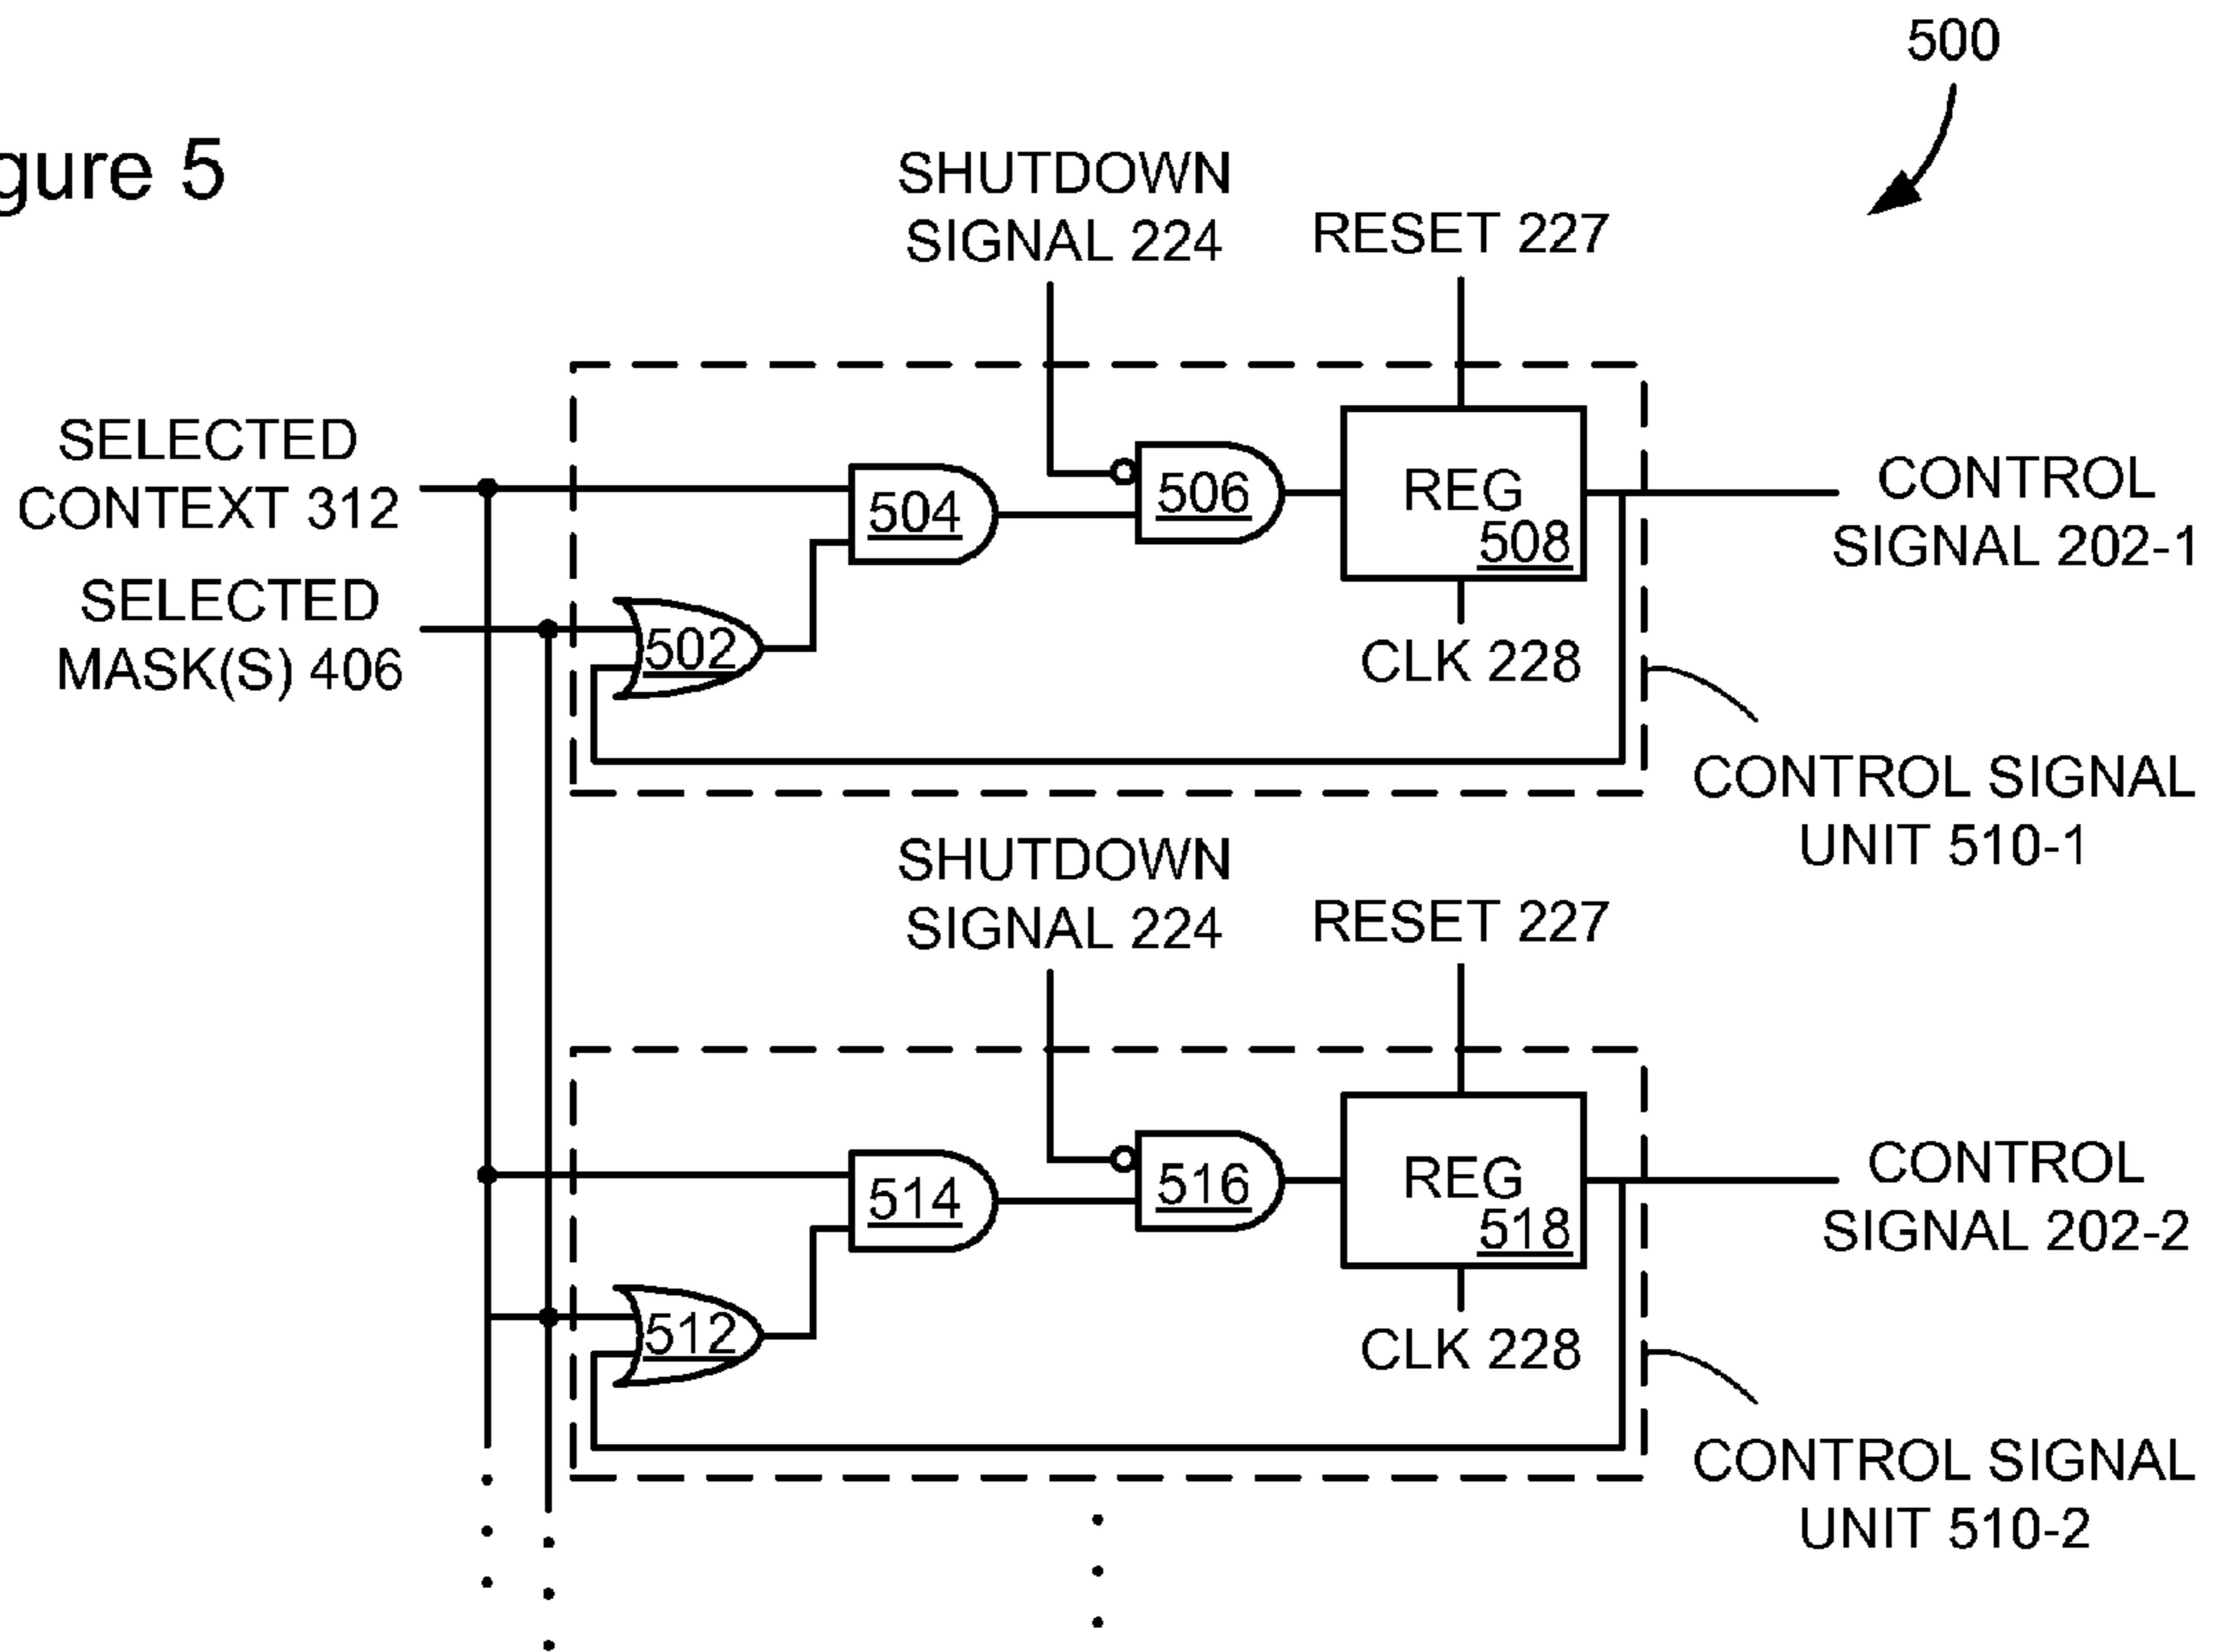 500
gure 5
SHUTDOWN
SIGNAL 224
RESET 227
SELECTED
CONTEXT 312
504
506
REG
508
CONTROL
SIGNAL 202-1
SELECTED
MASK(S) 406
502
CLK 228
CONTROL SIGNAL
UNIT 510-1
SHUTDOWN
SIGNAL 224
RESET 227
514
516
REG
518
CONTROL
SIGNAL 202-2
512
CLK 228
CONTROL SIGNAL
UNIT 510-2